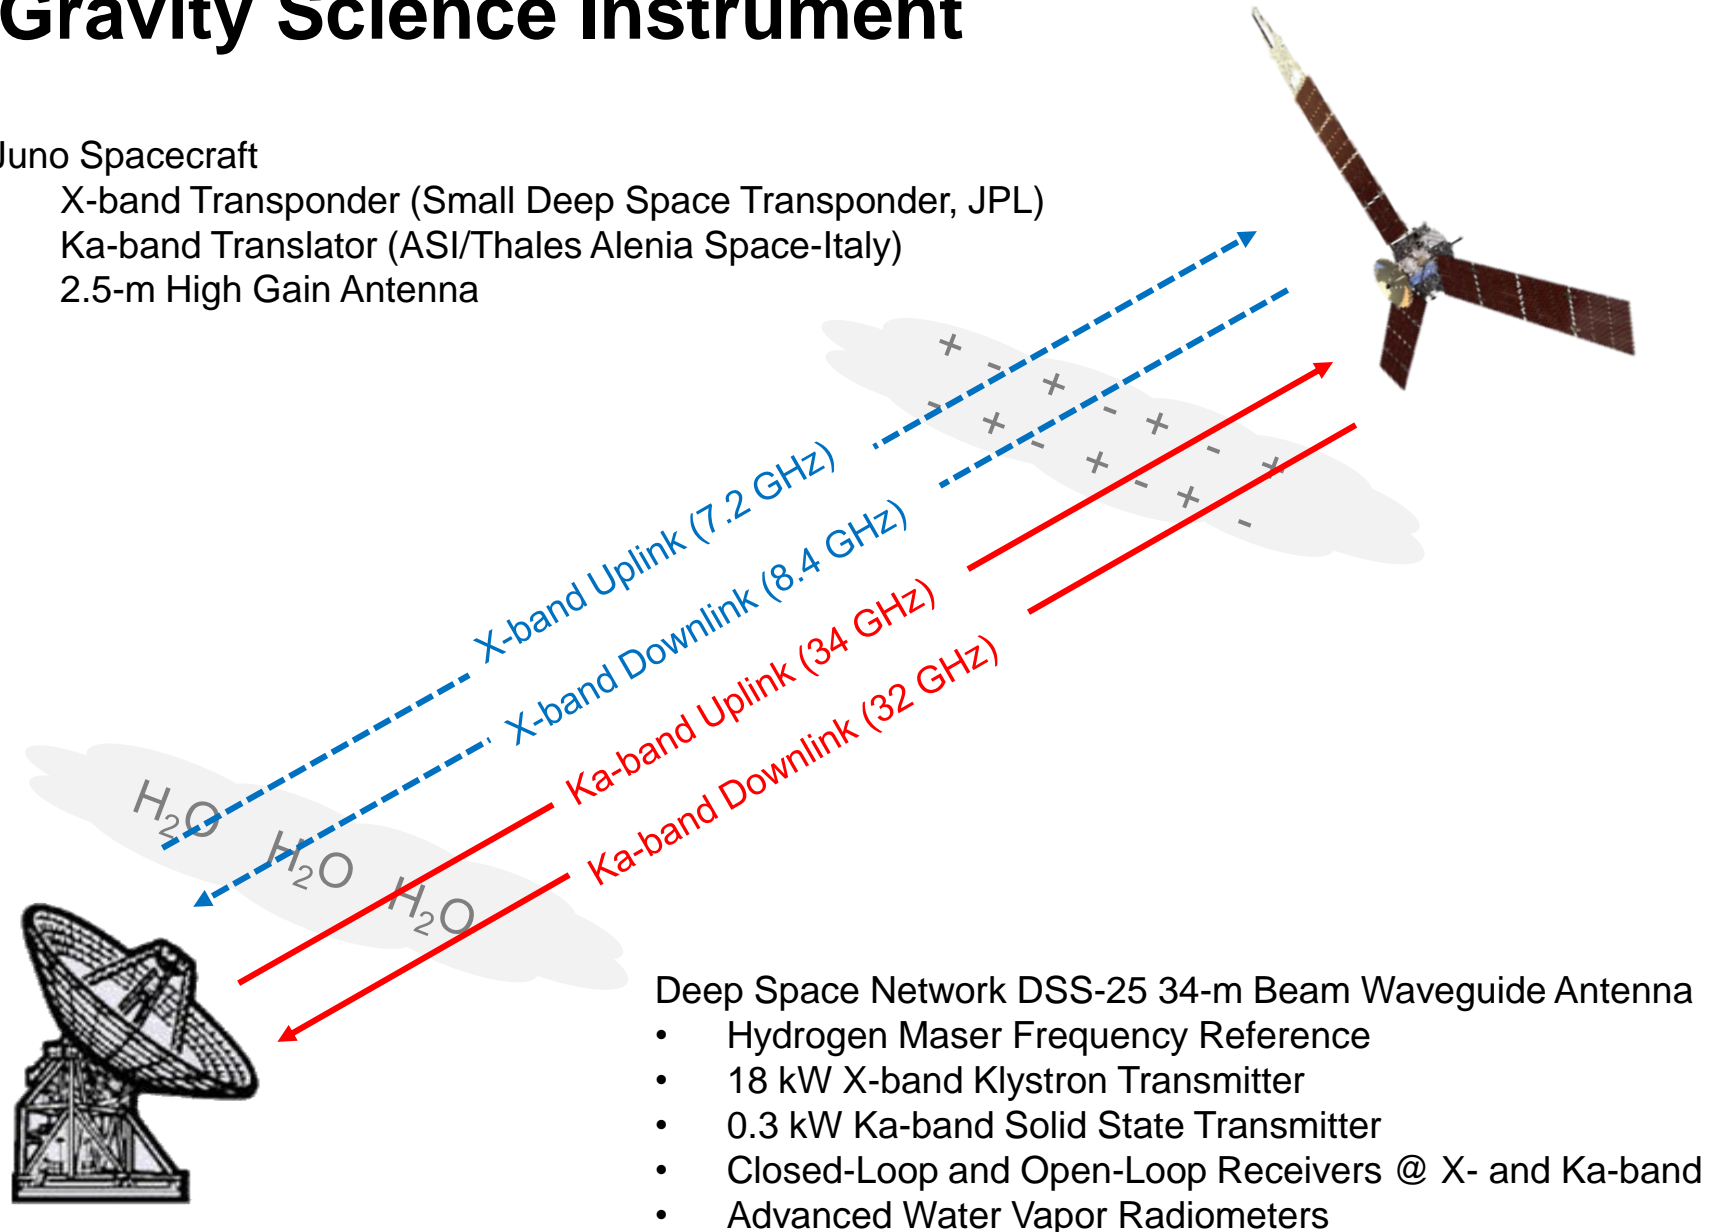 Gravity Science Instrument
Juno Spacecraft
X-band Transponder (Small Deep Space Transponder, JPL)
Ka-band Translator (ASI/Thales Alenia Space-Italy)
2.5-m High Gain Antenna
+ - + - + - +
- + - + - + -
X-band Uplink (7.2 GHz)
X-band Downlink (8.4 GHz)
Ka-band Uplink (34 GHz)
Ka-band Downlink (32 GHz)
H₂O H₂O H₂O
Deep Space Network DSS-25 34-m Beam Waveguide Antenna
• Hydrogen Maser Frequency Reference
• 18 kW X-band Klystron Transmitter
• 0.3 kW Ka-band Solid State Transmitter
• Closed-Loop and Open-Loop Receivers @ X- and Ka-band
• Advanced Water Vapor Radiometers